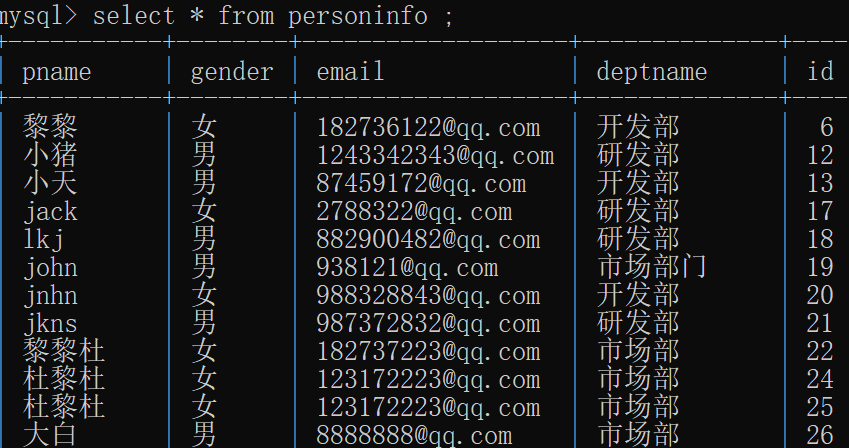 mysql> select * from personinfo ;
pname | gender | email | deptname | id
黎黎 | 女 | 182736122@qq.com | 开发部 | 6
小猪 | 男 | 1243342343@qq.com | 研发部 | 12
小天 | 男 | 87459172@qq.com | 开发部 | 13
jack | 女 | 2788322@qq.com | 研发部 | 17
lkj | 男 | 882900482@qq.com | 研发部 | 18
john | 男 | 938121@qq.com | 市场部门 | 19
jnhn | 女 | 988328843@qq.com | 开发部 | 20
jkns | 男 | 987372832@qq.com | 研发部 | 21
黎黎杜 | 女 | 182737223@qq.com | 市场部 | 22
杜黎杜 | 女 | 123172223@qq.com | 市场部 | 24
杜黎杜 | 女 | 123172223@qq.com | 市场部 | 25
大白 | 男 | 8888888@qq.com | 市场部 | 26